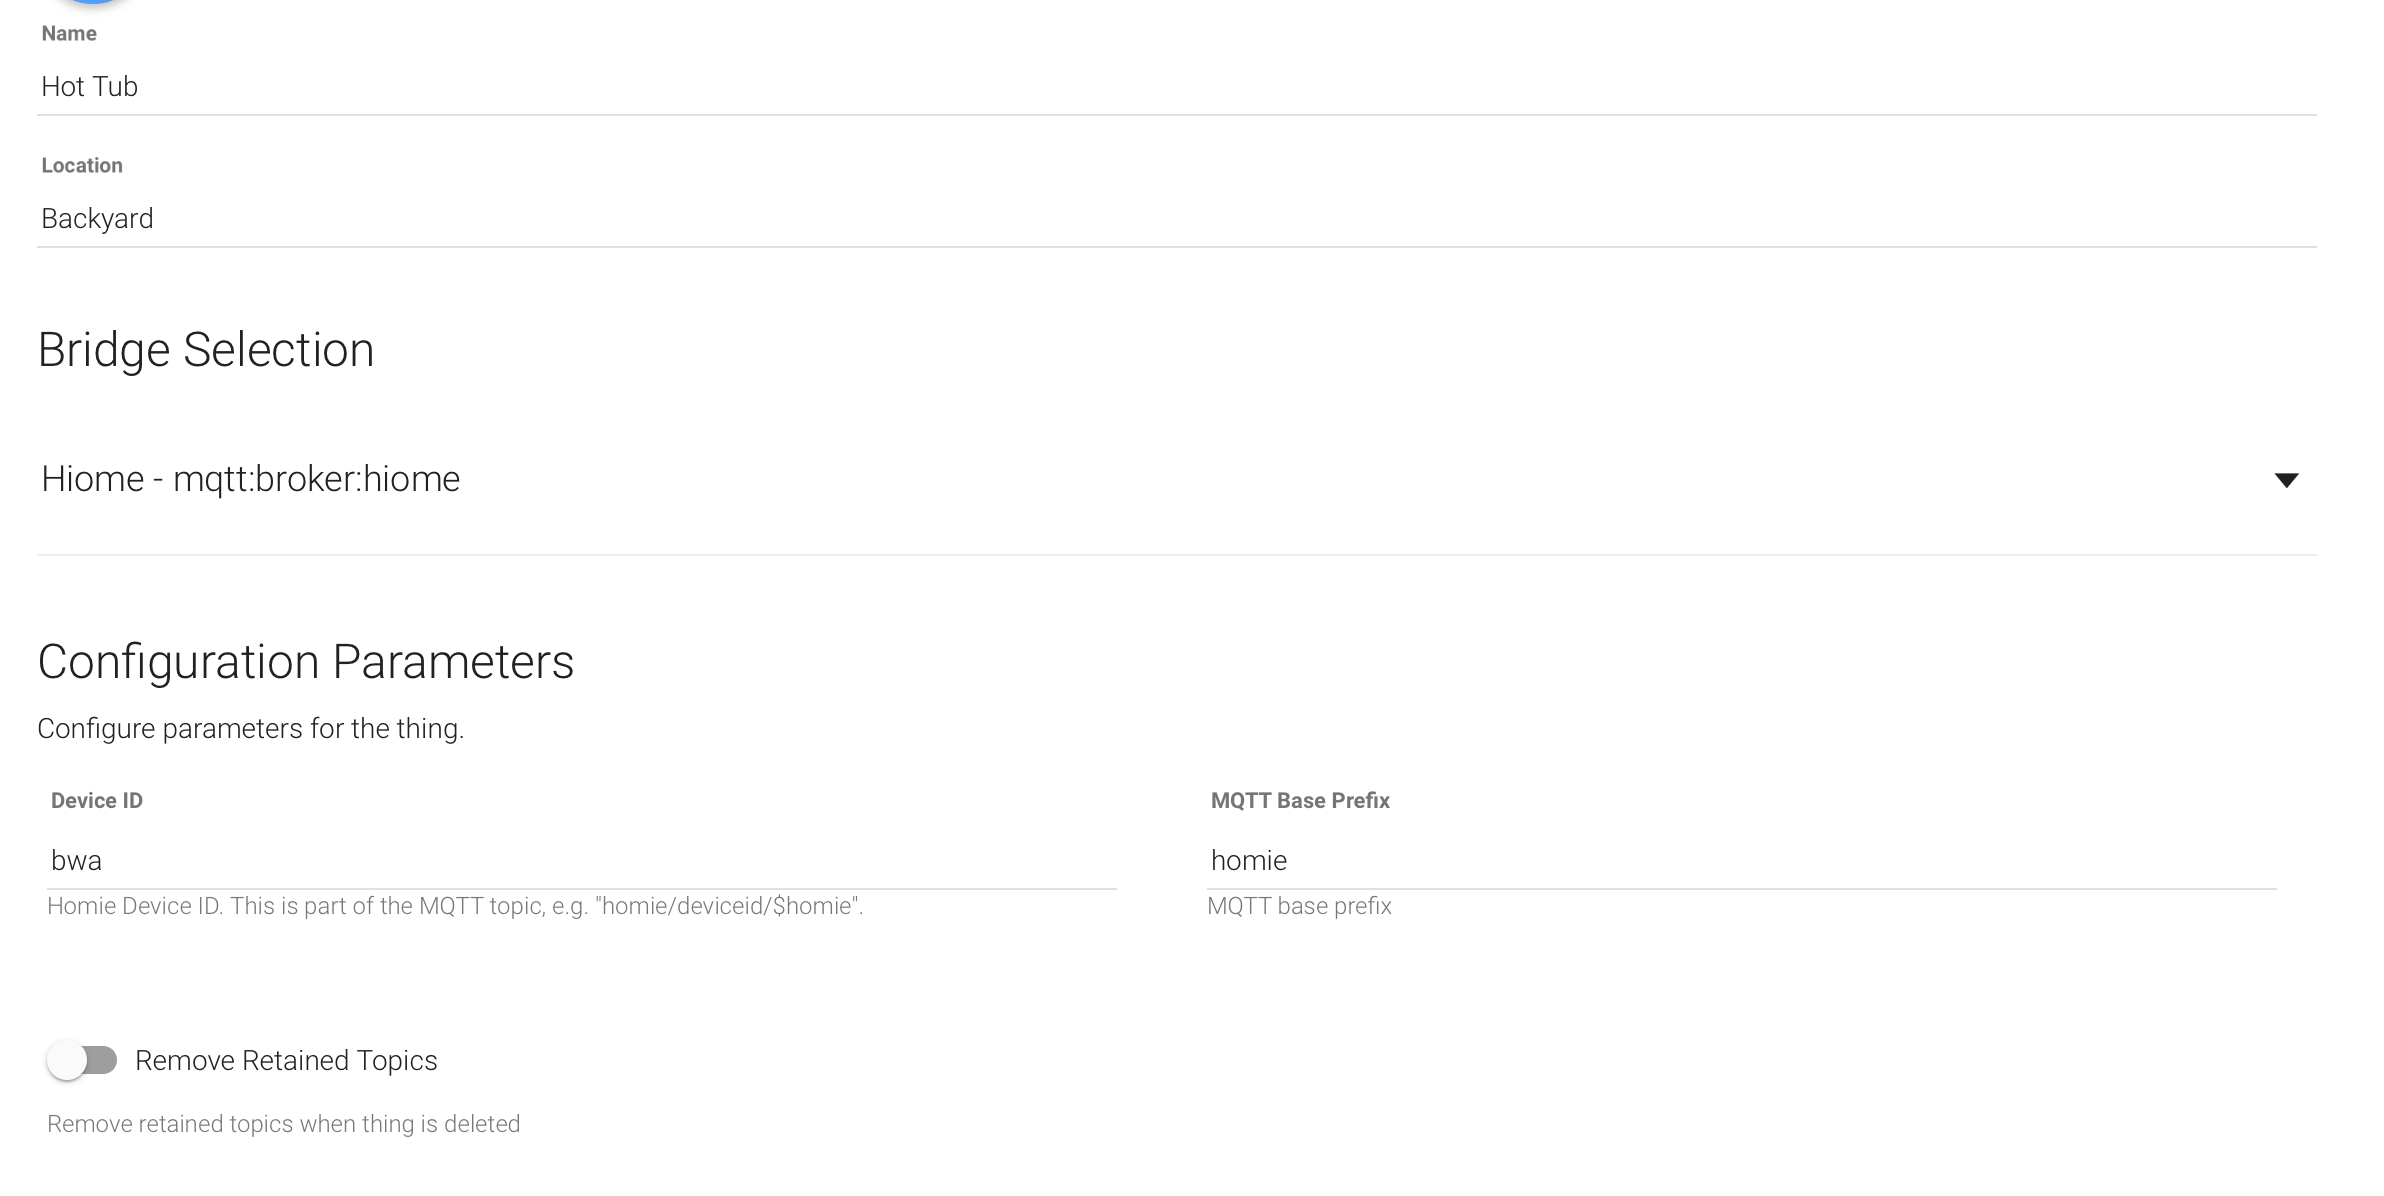 Name
Hot Tub
Location
Backyard
Bridge Selection
Hiome - mqtt:broker:hiome
Configuration Parameters
Configure parameters for the thing.
Device ID
bwa
Homie Device ID. This is part of the MQTT topic, e.g. "homie/deviceid/$homie".
MQTT Base Prefix
homie
MQTT base prefix
Remove Retained Topics
Remove retained topics when thing is deleted